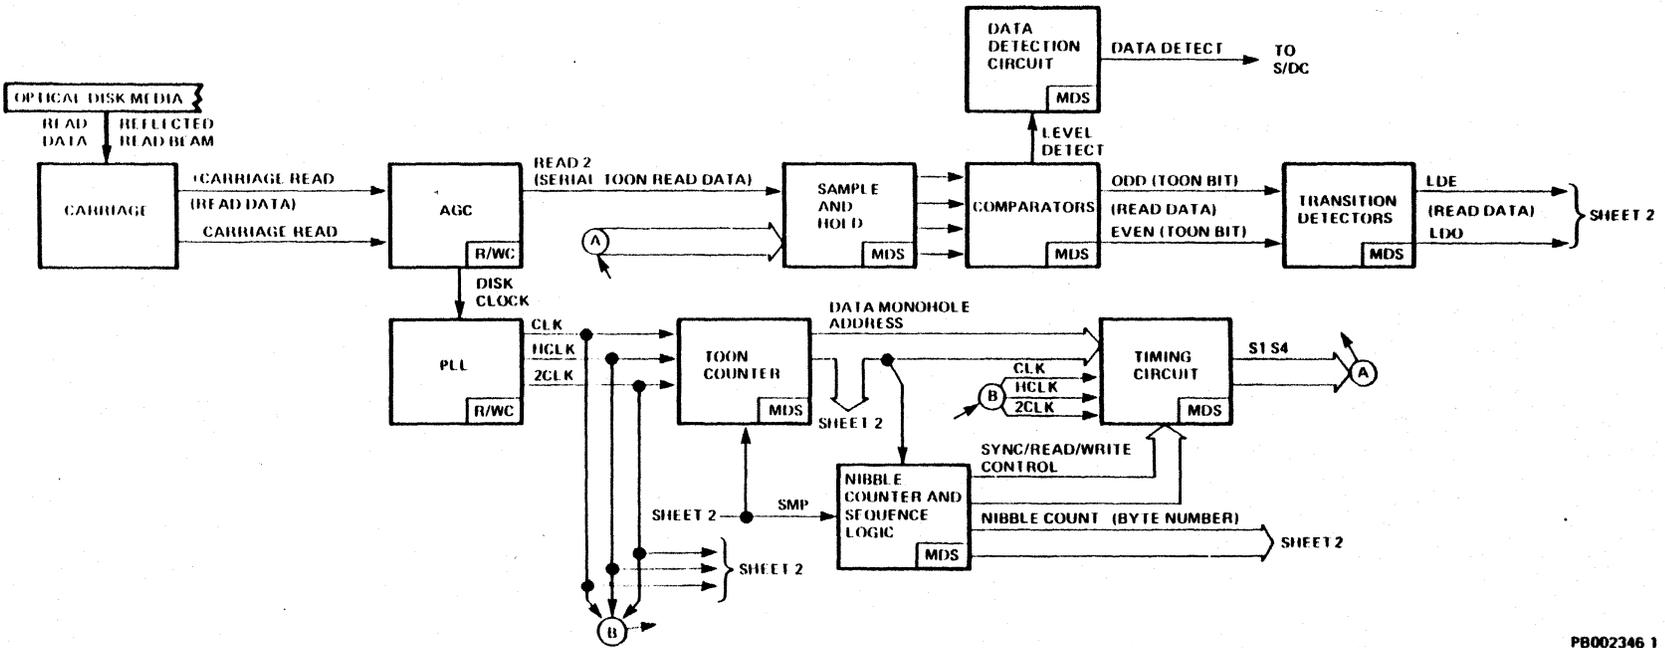 DATA
DETECTION
CIRCUIT
MDS
DATA DETECT
TO
S/DC
OPTICAL DISK MEDIA
READ
DATA
REFLECTED
READ BEAM
LEVEL
DETECT
CARRIAGE
+CARRIAGE READ
(READ DATA)
CARRIAGE READ
AGC
R/WC
READ 2
(SERIAL TOON READ DATA)
A
SAMPLE
AND
HOLD
MDS
COMPARATORS
MDS
ODD (TOON BIT)
(READ DATA)
EVEN (TOON BIT)
TRANSITION
DETECTORS
MDS
LDE
(READ DATA)
LDO
SHEET 2
DISK
CLOCK
PLL
R/WC
CLK
HCLK
2CLK
TOON
COUNTER
MDS
DATA MONOHOLE
ADDRESS
SHEET 2
B
CLK
HCLK
2CLK
TIMING
CIRCUIT
MDS
S1 S4
A
SYNC/READ/WRITE
CONTROL
SHEET 2
SMP
NIBBLE
COUNTER AND
SEQUENCE
LOGIC
MDS
NIBBLE COUNT (BYTE NUMBER)
SHEET 2
SHEET 2
B
PB002346 1